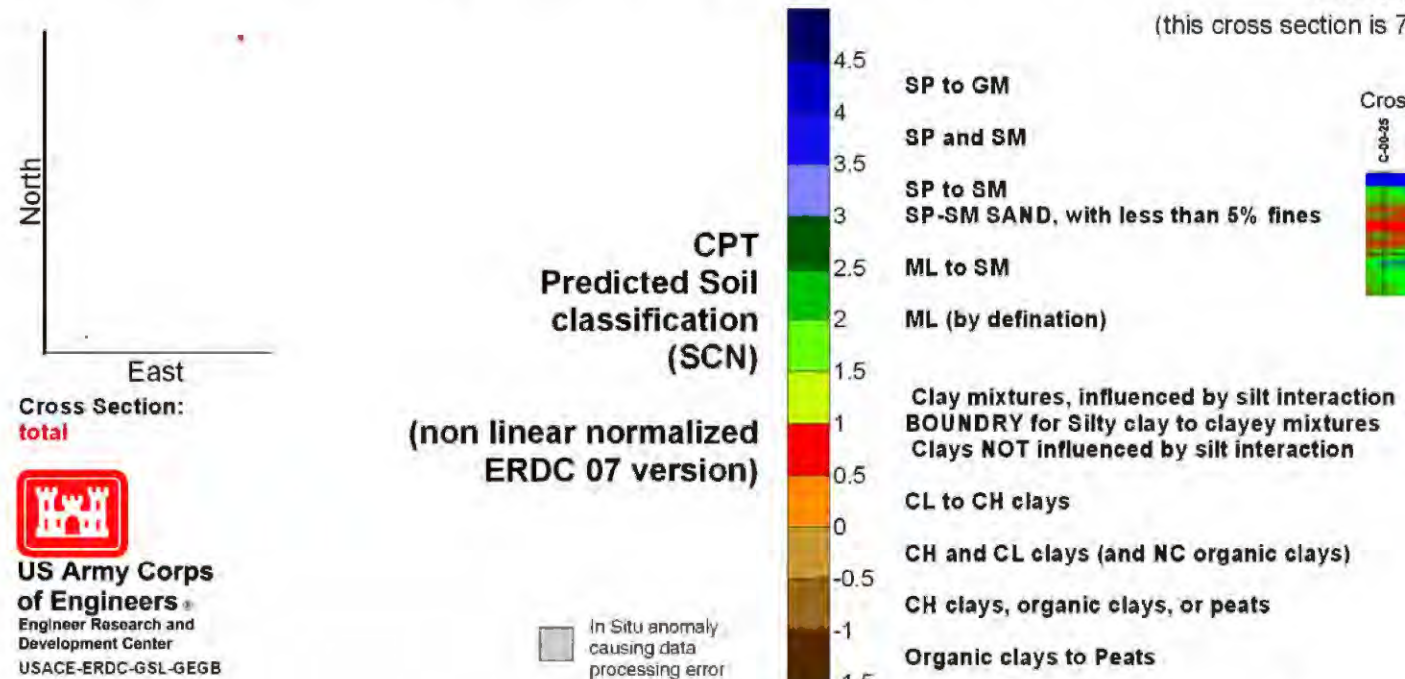 (this cross section is 7
North
East
Cross Section:
total
US Army Corps
of Engineers ®
Engineer Research and
Development Center
USACE-ERDC-GSL-GEGB
CPT
Predicted Soil
classification
(SCN)
(non linear normalized
ERDC 07 version)
In Situ anomaly
causing data
processing error
4.5
SP to GM
4
SP and SM
3.5
SP to SM
3
SP-SM SAND, with less than 5% fines
2.5
ML to SM
2
ML (by defination)
1.5
Clay mixtures, influenced by silt interaction
1
BOUNDRY for Silty clay to clayey mixtures
Clays NOT influenced by silt interaction
0.5
CL to CH clays
0
CH and CL clays (and NC organic clays)
-0.5
CH clays, organic clays, or peats
-1
Organic clays to Peats
-1.5
Cros
C-00-25